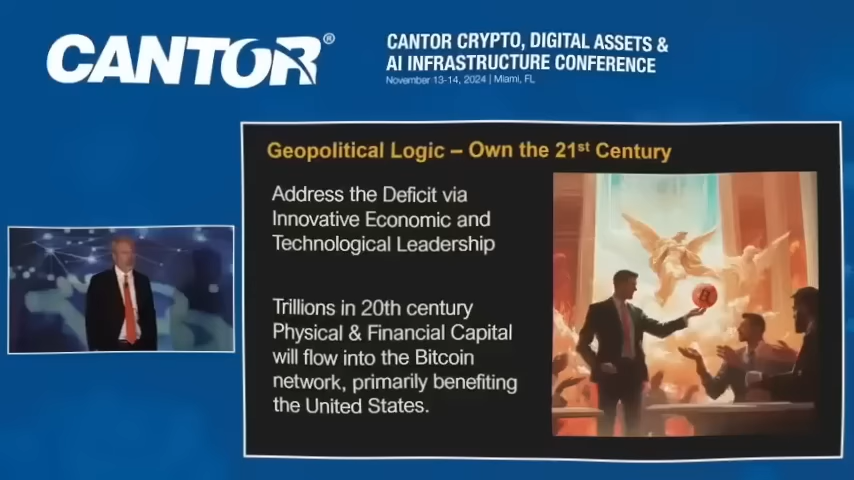 CANTOR®
CANTOR CRYPTO, DIGITAL ASSETS &
AI INFRASTRUCTURE CONFERENCE
November 13-14, 2024 | Miami, FL
Geopolitical Logic – Own the 21st Century
Address the Deficit via
Innovative Economic and
Technological Leadership
Trillions in 20th century
Physical & Financial Capital
will flow into the Bitcoin
network, primarily benefiting
the United States.